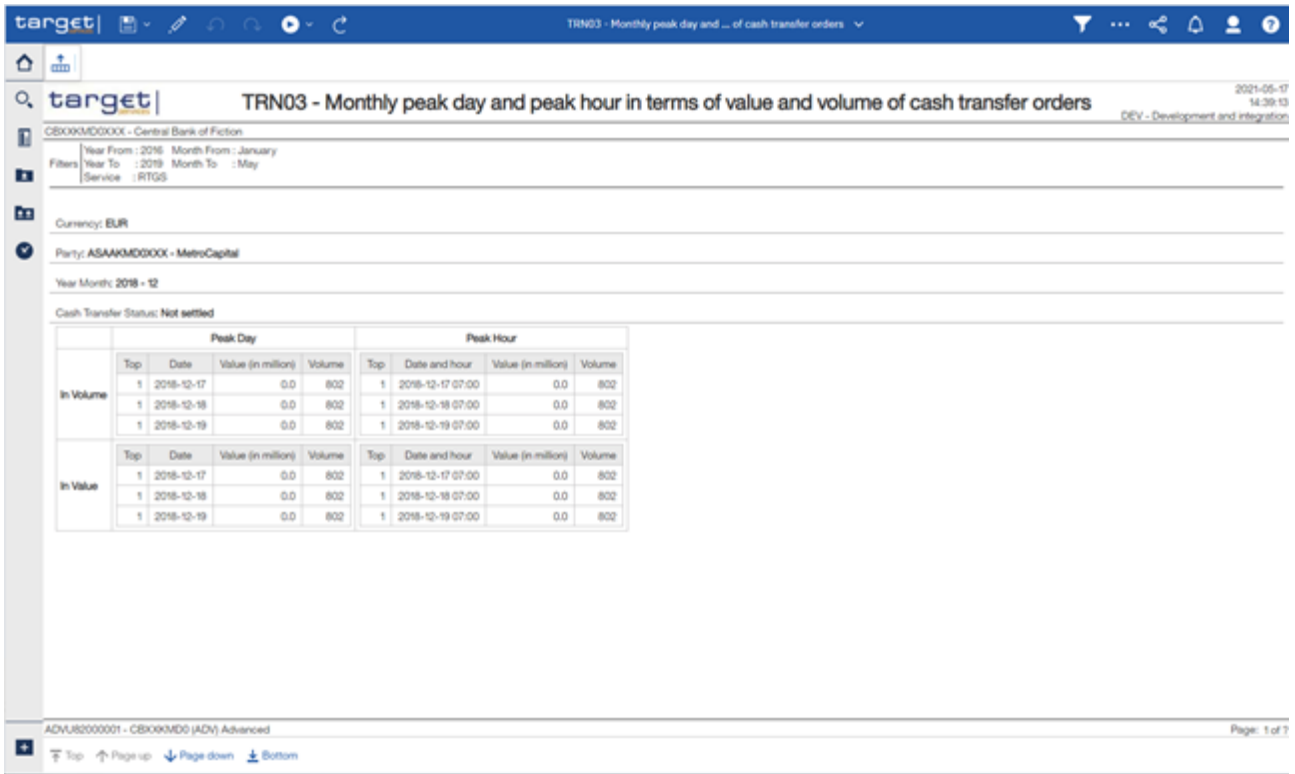 target| services TRN03 - Monthly peak day and ... of cash transfer orders
target| services TRN03 - Monthly peak day and peak hour in terms of value and volume of cash transfer orders
2021-05-17
14:39:13
DEV - Development and integration
CBXXKMD0XXX - Central Bank of Fiction
Year From : 2016 Month From : January
Filters Year To : 2019 Month To : May
Service : RTGS
Currency: EUR
Party: ASAAKMD0XXX - MetroCapital
Year Month: 2018 - 12
Cash Transfer Status: Not settled
Peak Day Peak Hour
Top Date Value (in million) Volume Top Date and hour Value (in million) Volume
In Volume
1 2018-12-17 0.0 802 1 2018-12-17 07:00 0.0 802
1 2018-12-18 0.0 802 1 2018-12-18 07:00 0.0 802
1 2018-12-19 0.0 802 1 2018-12-19 07:00 0.0 802
Top Date Value (in million) Volume Top Date and hour Value (in million) Volume
In Value
1 2018-12-17 0.0 802 1 2018-12-17 07:00 0.0 802
1 2018-12-18 0.0 802 1 2018-12-18 07:00 0.0 802
1 2018-12-19 0.0 802 1 2018-12-19 07:00 0.0 802
ADVU82000001 - CBXXKMD0 (ADV) Advanced Page: 1 of ?
Top Page up Page down Bottom